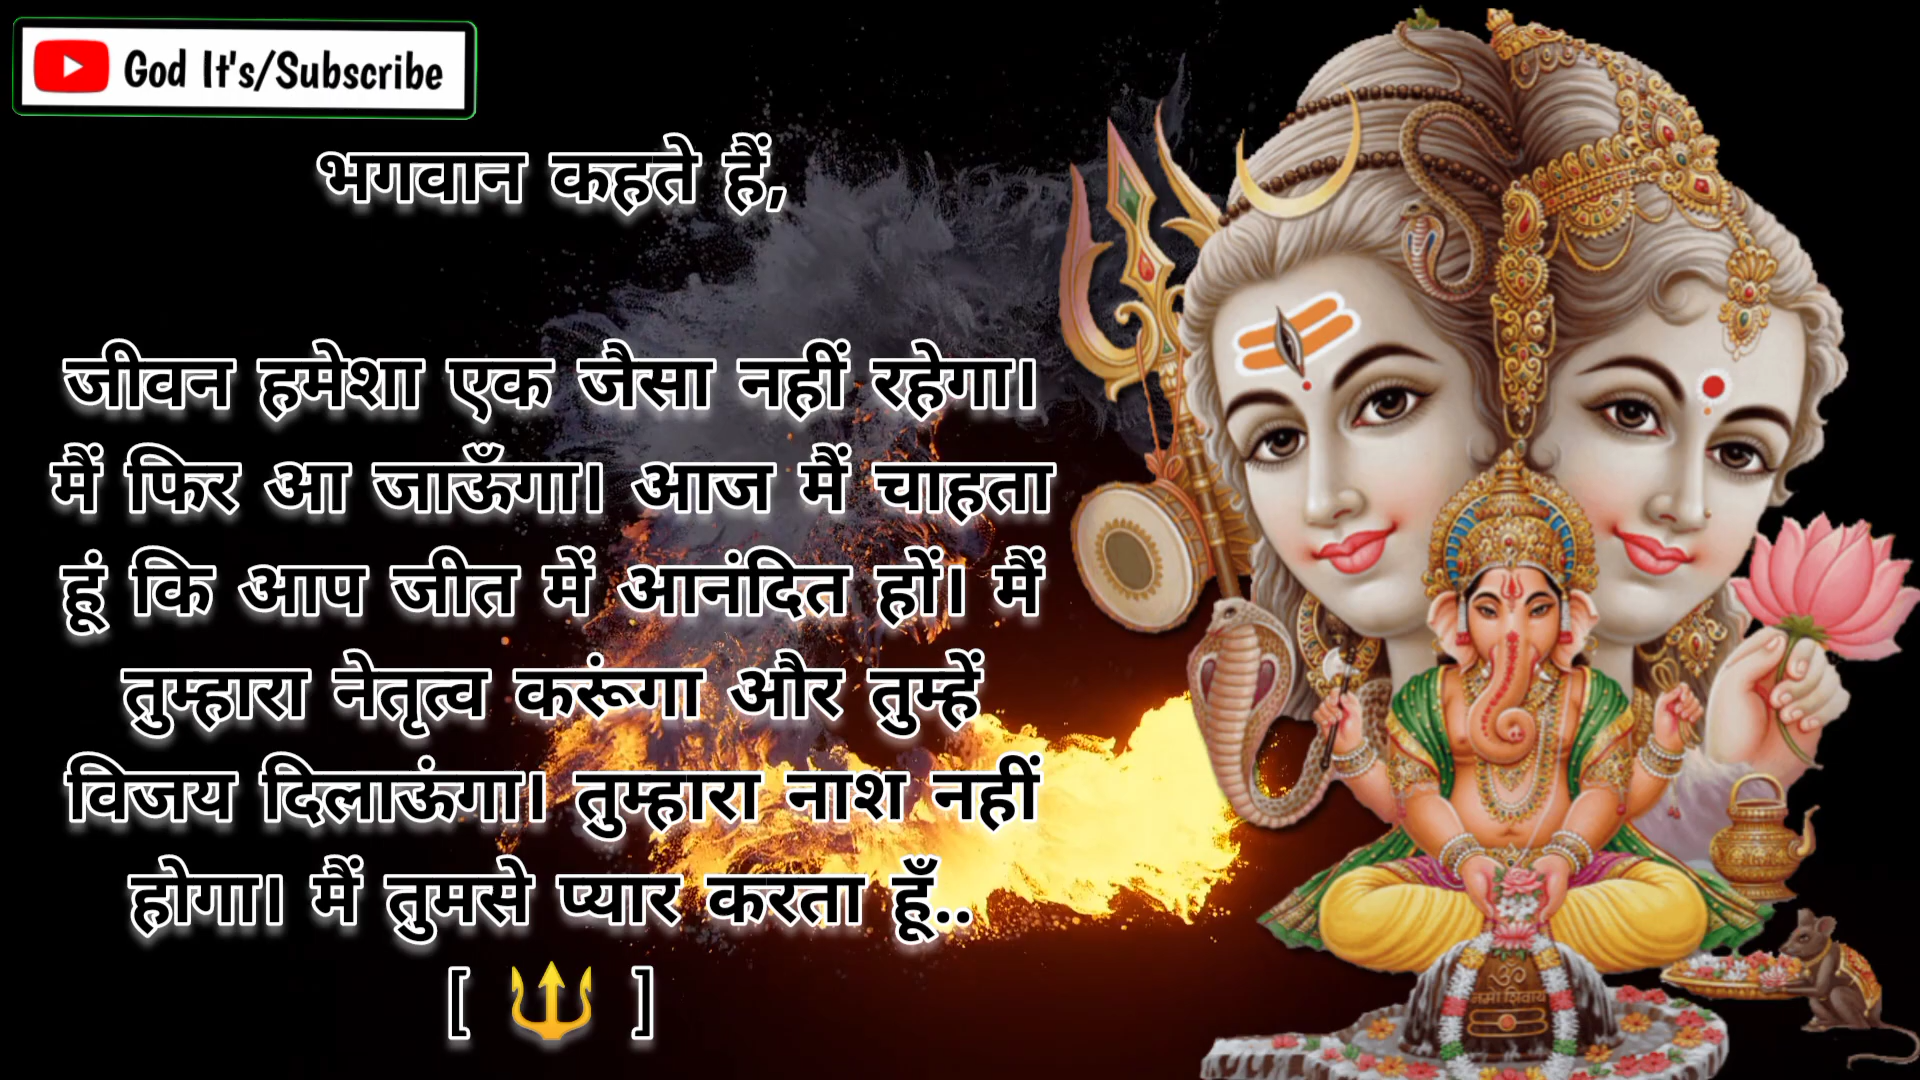 God It's/Subscribe
भगवान कहते हैं,
जीवन हमेशा एक जैसा नहीं रहेगा।
मैं फिर आ जाऊँगा। आज मैं चाहता
हूं कि आप जीत में आनंदित हों। मैं
तुम्हारा नेतृत्व करूंगा और तुम्हें
विजय दिलाऊंगा। तुम्हारा नाश नहीं
होगा। मैं तुमसे प्यार करता हूँ..
[ 🔱 ]
ॐ
नमः शिवाय